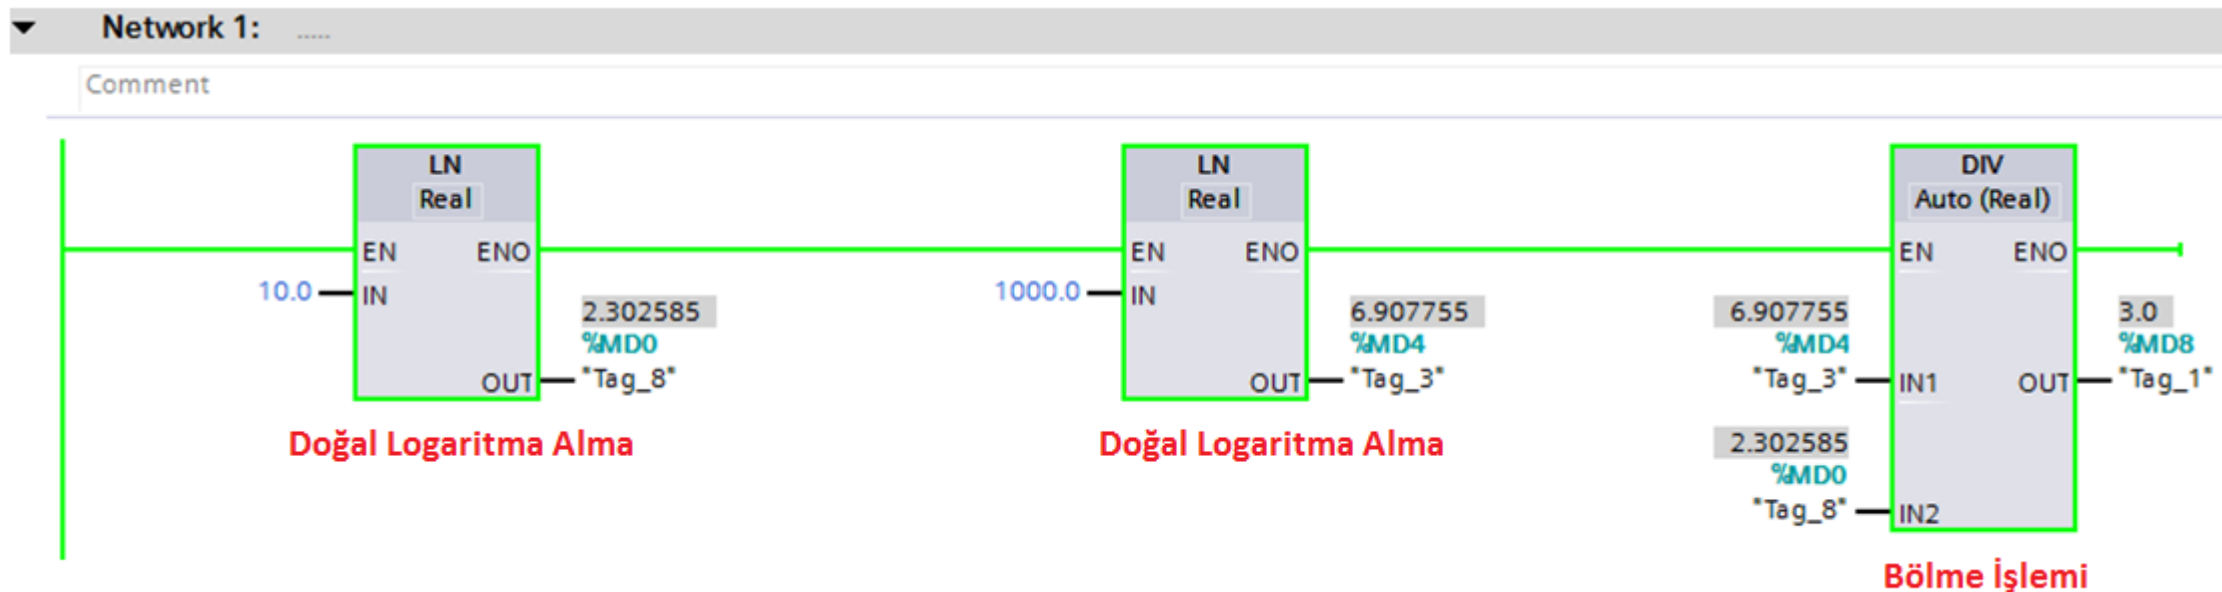 Network 1: .....
Comment
LN
Real
EN ENO
10.0 IN
2.302585
%MD0
OUT "Tag_8"
Doğal Logaritma Alma
LN
Real
EN ENO
1000.0 IN
6.907755
%MD4
OUT "Tag_3"
Doğal Logaritma Alma
DIV
Auto (Real)
EN ENO
6.907755
%MD4
"Tag_3" IN1
2.302585
%MD0
"Tag_8" IN2
3.0
%MD8
OUT "Tag_1"
Bölme İşlemi